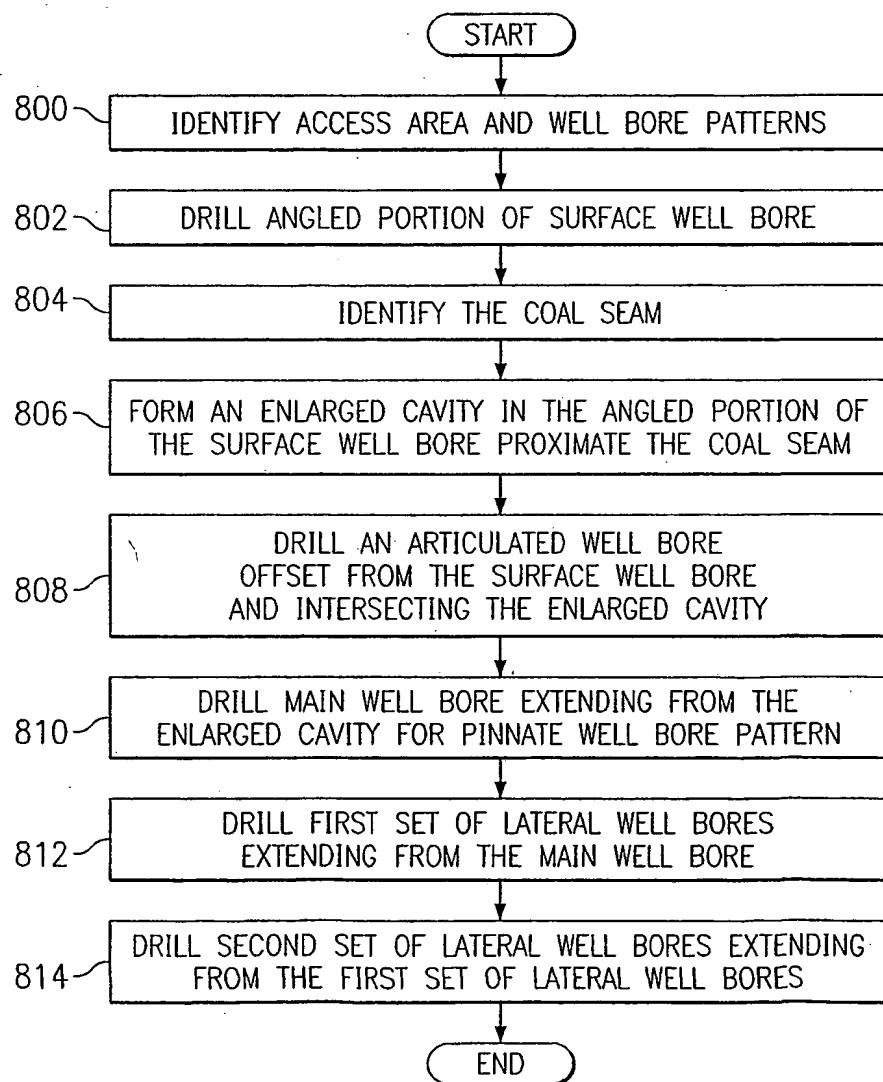 START
800
IDENTIFY ACCESS AREA AND WELL BORE PATTERNS
802
DRILL ANGLED PORTION OF SURFACE WELL BORE
804
IDENTIFY THE COAL SEAM
806
FORM AN ENLARGED CAVITY IN THE ANGLED PORTION OF
THE SURFACE WELL BORE PROXIMATE THE COAL SEAM
808
DRILL AN ARTICULATED WELL BORE
OFFSET FROM THE SURFACE WELL BORE
AND INTERSECTING THE ENLARGED CAVITY
810
DRILL MAIN WELL BORE EXTENDING FROM THE
ENLARGED CAVITY FOR PINNATE WELL BORE PATTERN
812
DRILL FIRST SET OF LATERAL WELL BORES
EXTENDING FROM THE MAIN WELL BORE
814
DRILL SECOND SET OF LATERAL WELL BORES EXTENDING
FROM THE FIRST SET OF LATERAL WELL BORES
END